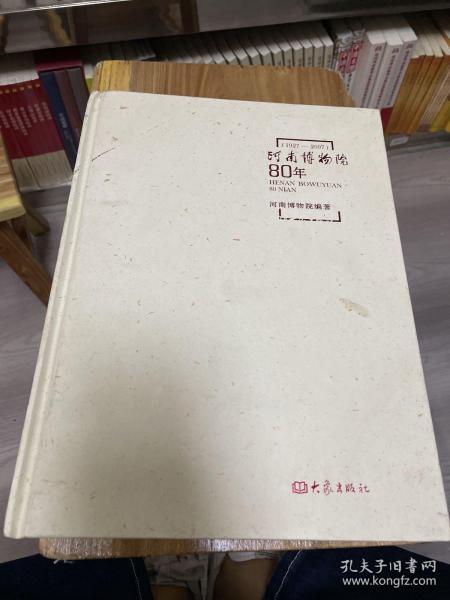 (1927—2007)
河南博物院
80年
HENAN BOWUYUAN
80 NIAN
河南博物院编著
大象出版社
孔夫子旧书网
www.kongfz.com